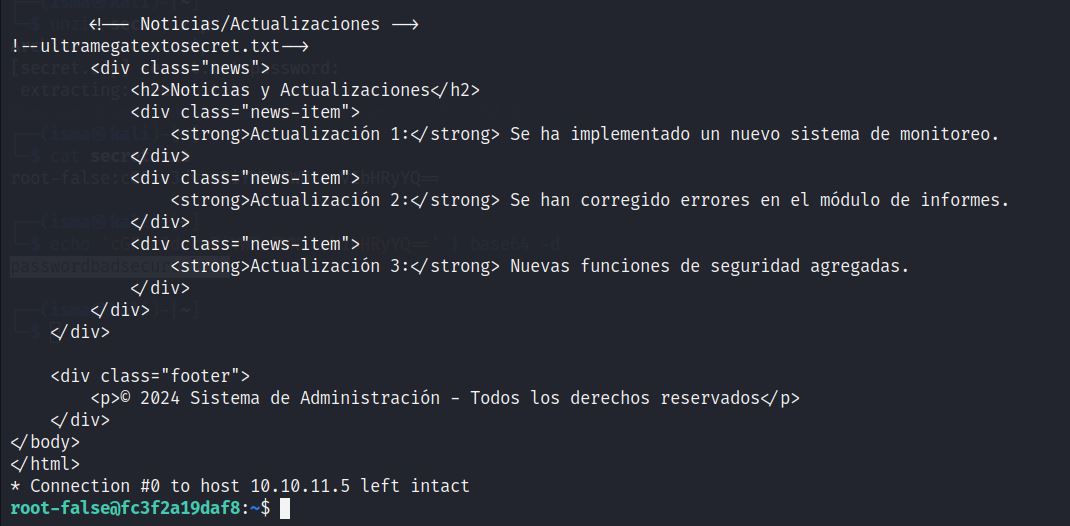 <!-- Noticias/Actualizaciones -->
!--ultramegatextosecret.txt-->
<div class="news">
<h2>Noticias y Actualizaciones</h2>
<div class="news-item">
<strong>Actualización 1:</strong> Se ha implementado un nuevo sistema de monitoreo.
</div>
<div class="news-item">
<strong>Actualización 2:</strong> Se han corregido errores en el módulo de informes.
</div>
<div class="news-item">
<strong>Actualización 3:</strong> Nuevas funciones de seguridad agregadas.
</div>
</div>
</div>
<div class="footer">
<p>© 2024 Sistema de Administración - Todos los derechos reservados</p>
</div>
</body>
</html>
* Connection #0 to host 10.10.11.5 left intact
root-false@fc3f2a19daf8:~$